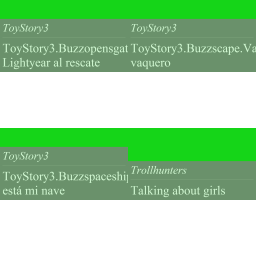 ToyStory3
ToyStory3.Buzzopensgat
Lightyear al rescate
ToyStory3
ToyStory3.Buzzscape.Va
vaquero
ToyStory3
ToyStory3.Buzzspaceship
está mi nave
Trollhunters
Talking about girls